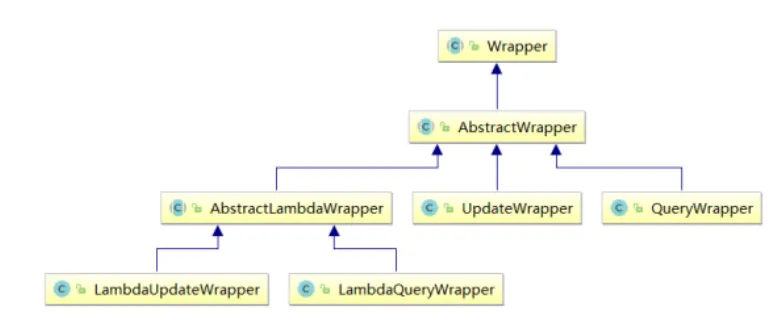 Wrapper
AbstractWrapper
AbstractLambdaWrapper
UpdateWrapper
QueryWrapper
LambdaUpdateWrapper
LambdaQueryWrapper